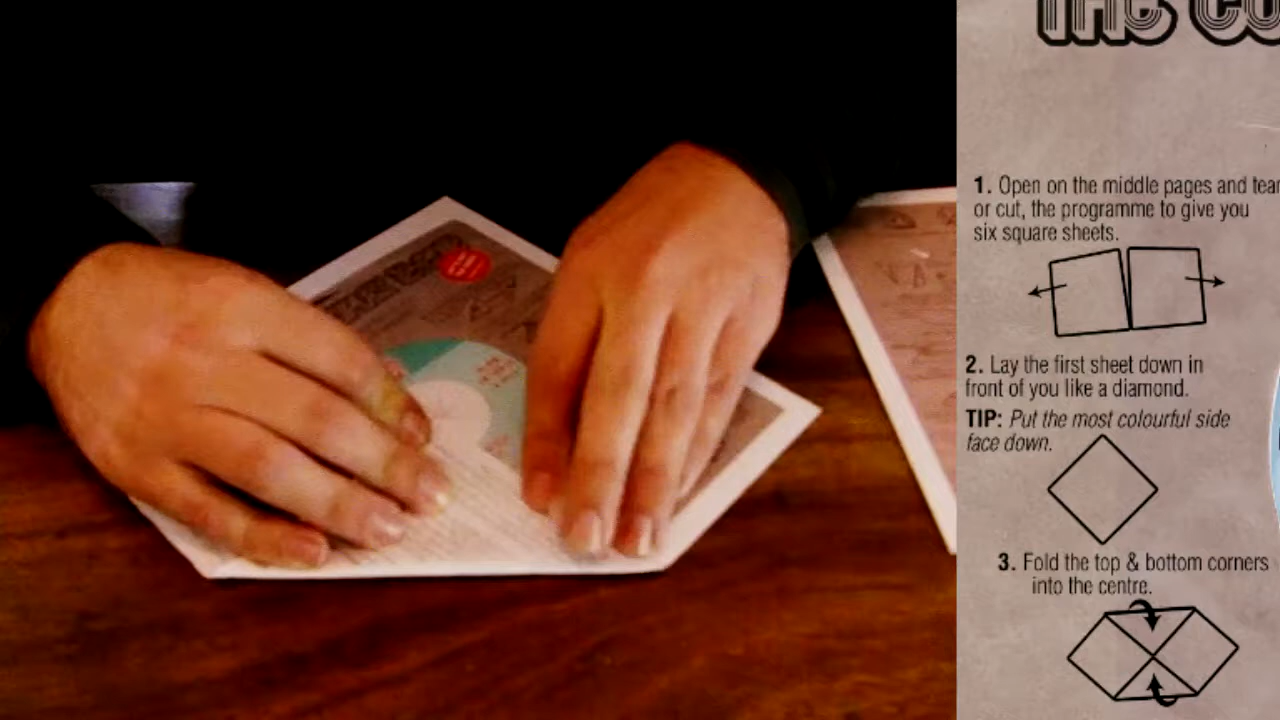 THE CU
1. Open on the middle pages and tear
or cut, the programme to give you
six square sheets.
2. Lay the first sheet down in
front of you like a diamond.
TIP: Put the most colourful side
face down.
3. Fold the top & bottom corners
into the centre.